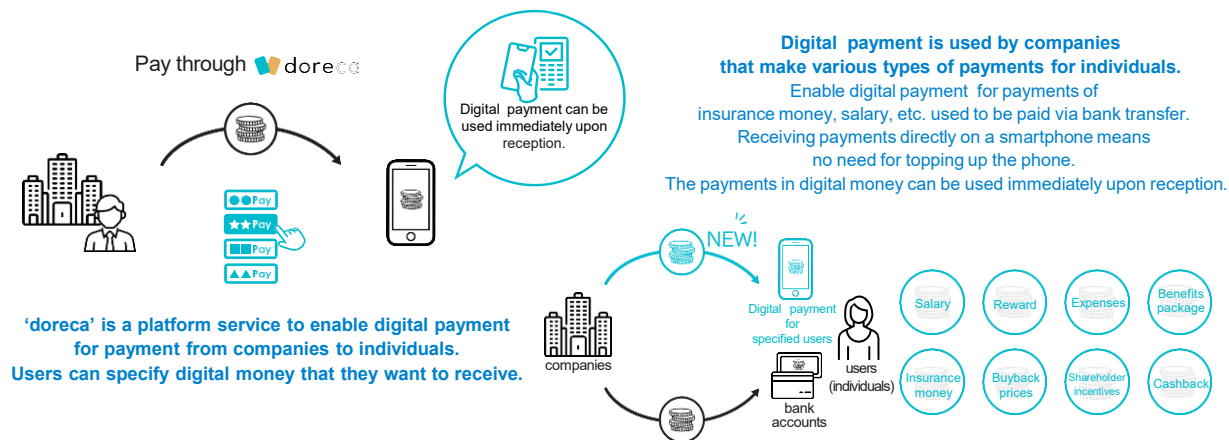 Pay through doreca
Digital payment can be
used immediately upon
reception.
●●Pay
★★Pay
■■Pay
▲▲Pay
'doreca' is a platform service to enable digital payment
for payment from companies to individuals.
Users can specify digital money that they want to receive.
Digital payment is used by companies
that make various types of payments for individuals.
Enable digital payment for payments of
insurance money, salary, etc. used to be paid via bank transfer.
Receiving payments directly on a smartphone means
no need for topping up the phone.
The payments in digital money can be used immediately upon reception.
NEW!
companies
Digital payment
for
specified users
users
(individuals)
bank
accounts
Salary
Reward
Expenses
Benefits
package
Insurance
money
Buyback
prices
Shareholder
incentives
Cashback